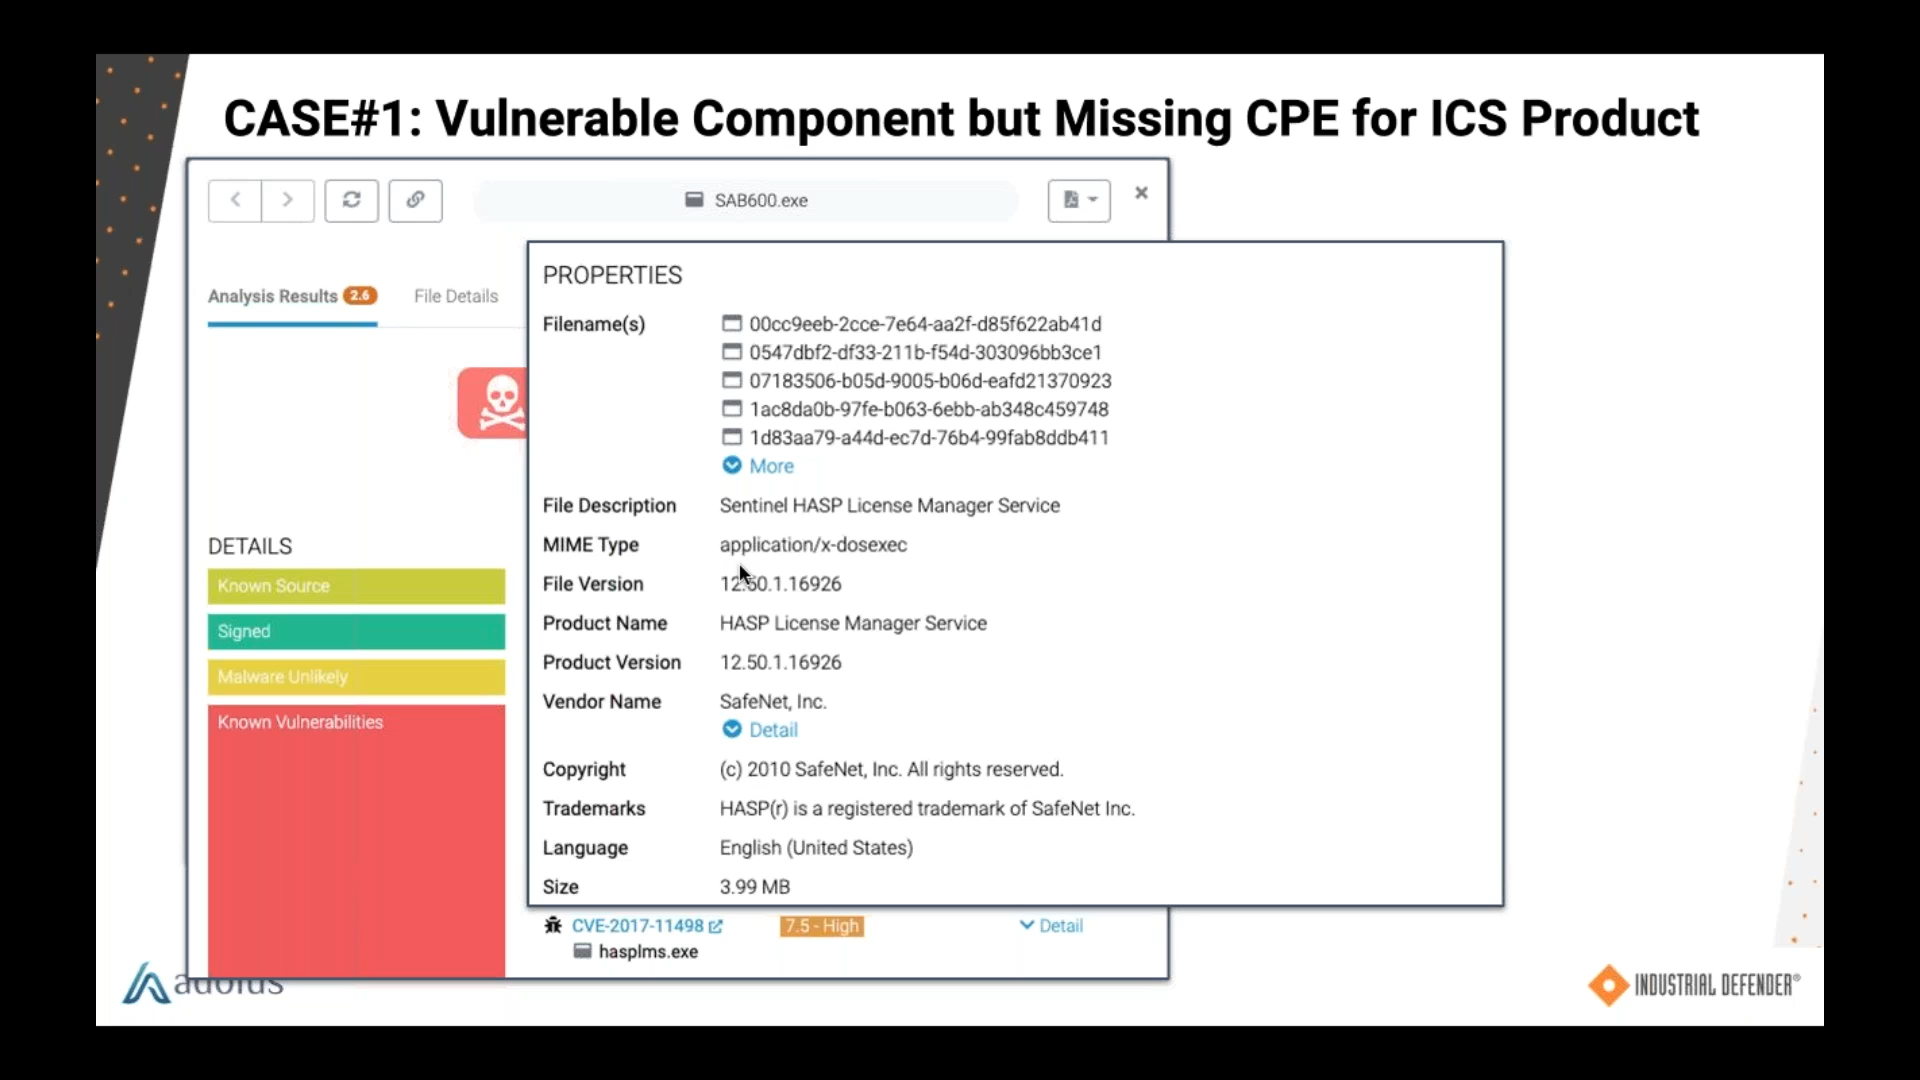 CASE#1: Vulnerable Component but Missing CPE for ICS Product
SAB600.exe
Analysis Results 2.6 File Details
PROPERTIES
Filename(s) 00cc9eeb-2cce-7e64-aa2f-d85f622ab41d
0547dbf2-df33-211b-f54d-303096bb3ce1
07183506-b05d-9005-b06d-eafd21370923
1ac8da0b-97fe-b063-6ebb-ab348c459748
1d83aa79-a44d-ec7d-76b4-99fab8ddb411
More
File Description Sentinel HASP License Manager Service
MIME Type application/x-dosexec
File Version 12.50.1.16926
Product Name HASP License Manager Service
Product Version 12.50.1.16926
Vendor Name SafeNet, Inc.
Detail
Copyright (c) 2010 SafeNet, Inc. All rights reserved.
Trademarks HASP(r) is a registered trademark of SafeNet Inc.
Language English (United States)
Size 3.99 MB
DETAILS
Known Source
Signed
Malware Unlikely
Known Vulnerabilities
CVE-2017-11498 7.5 - High Detail
hasplms.exe
adolus
INDUSTRIAL DEFENDER®